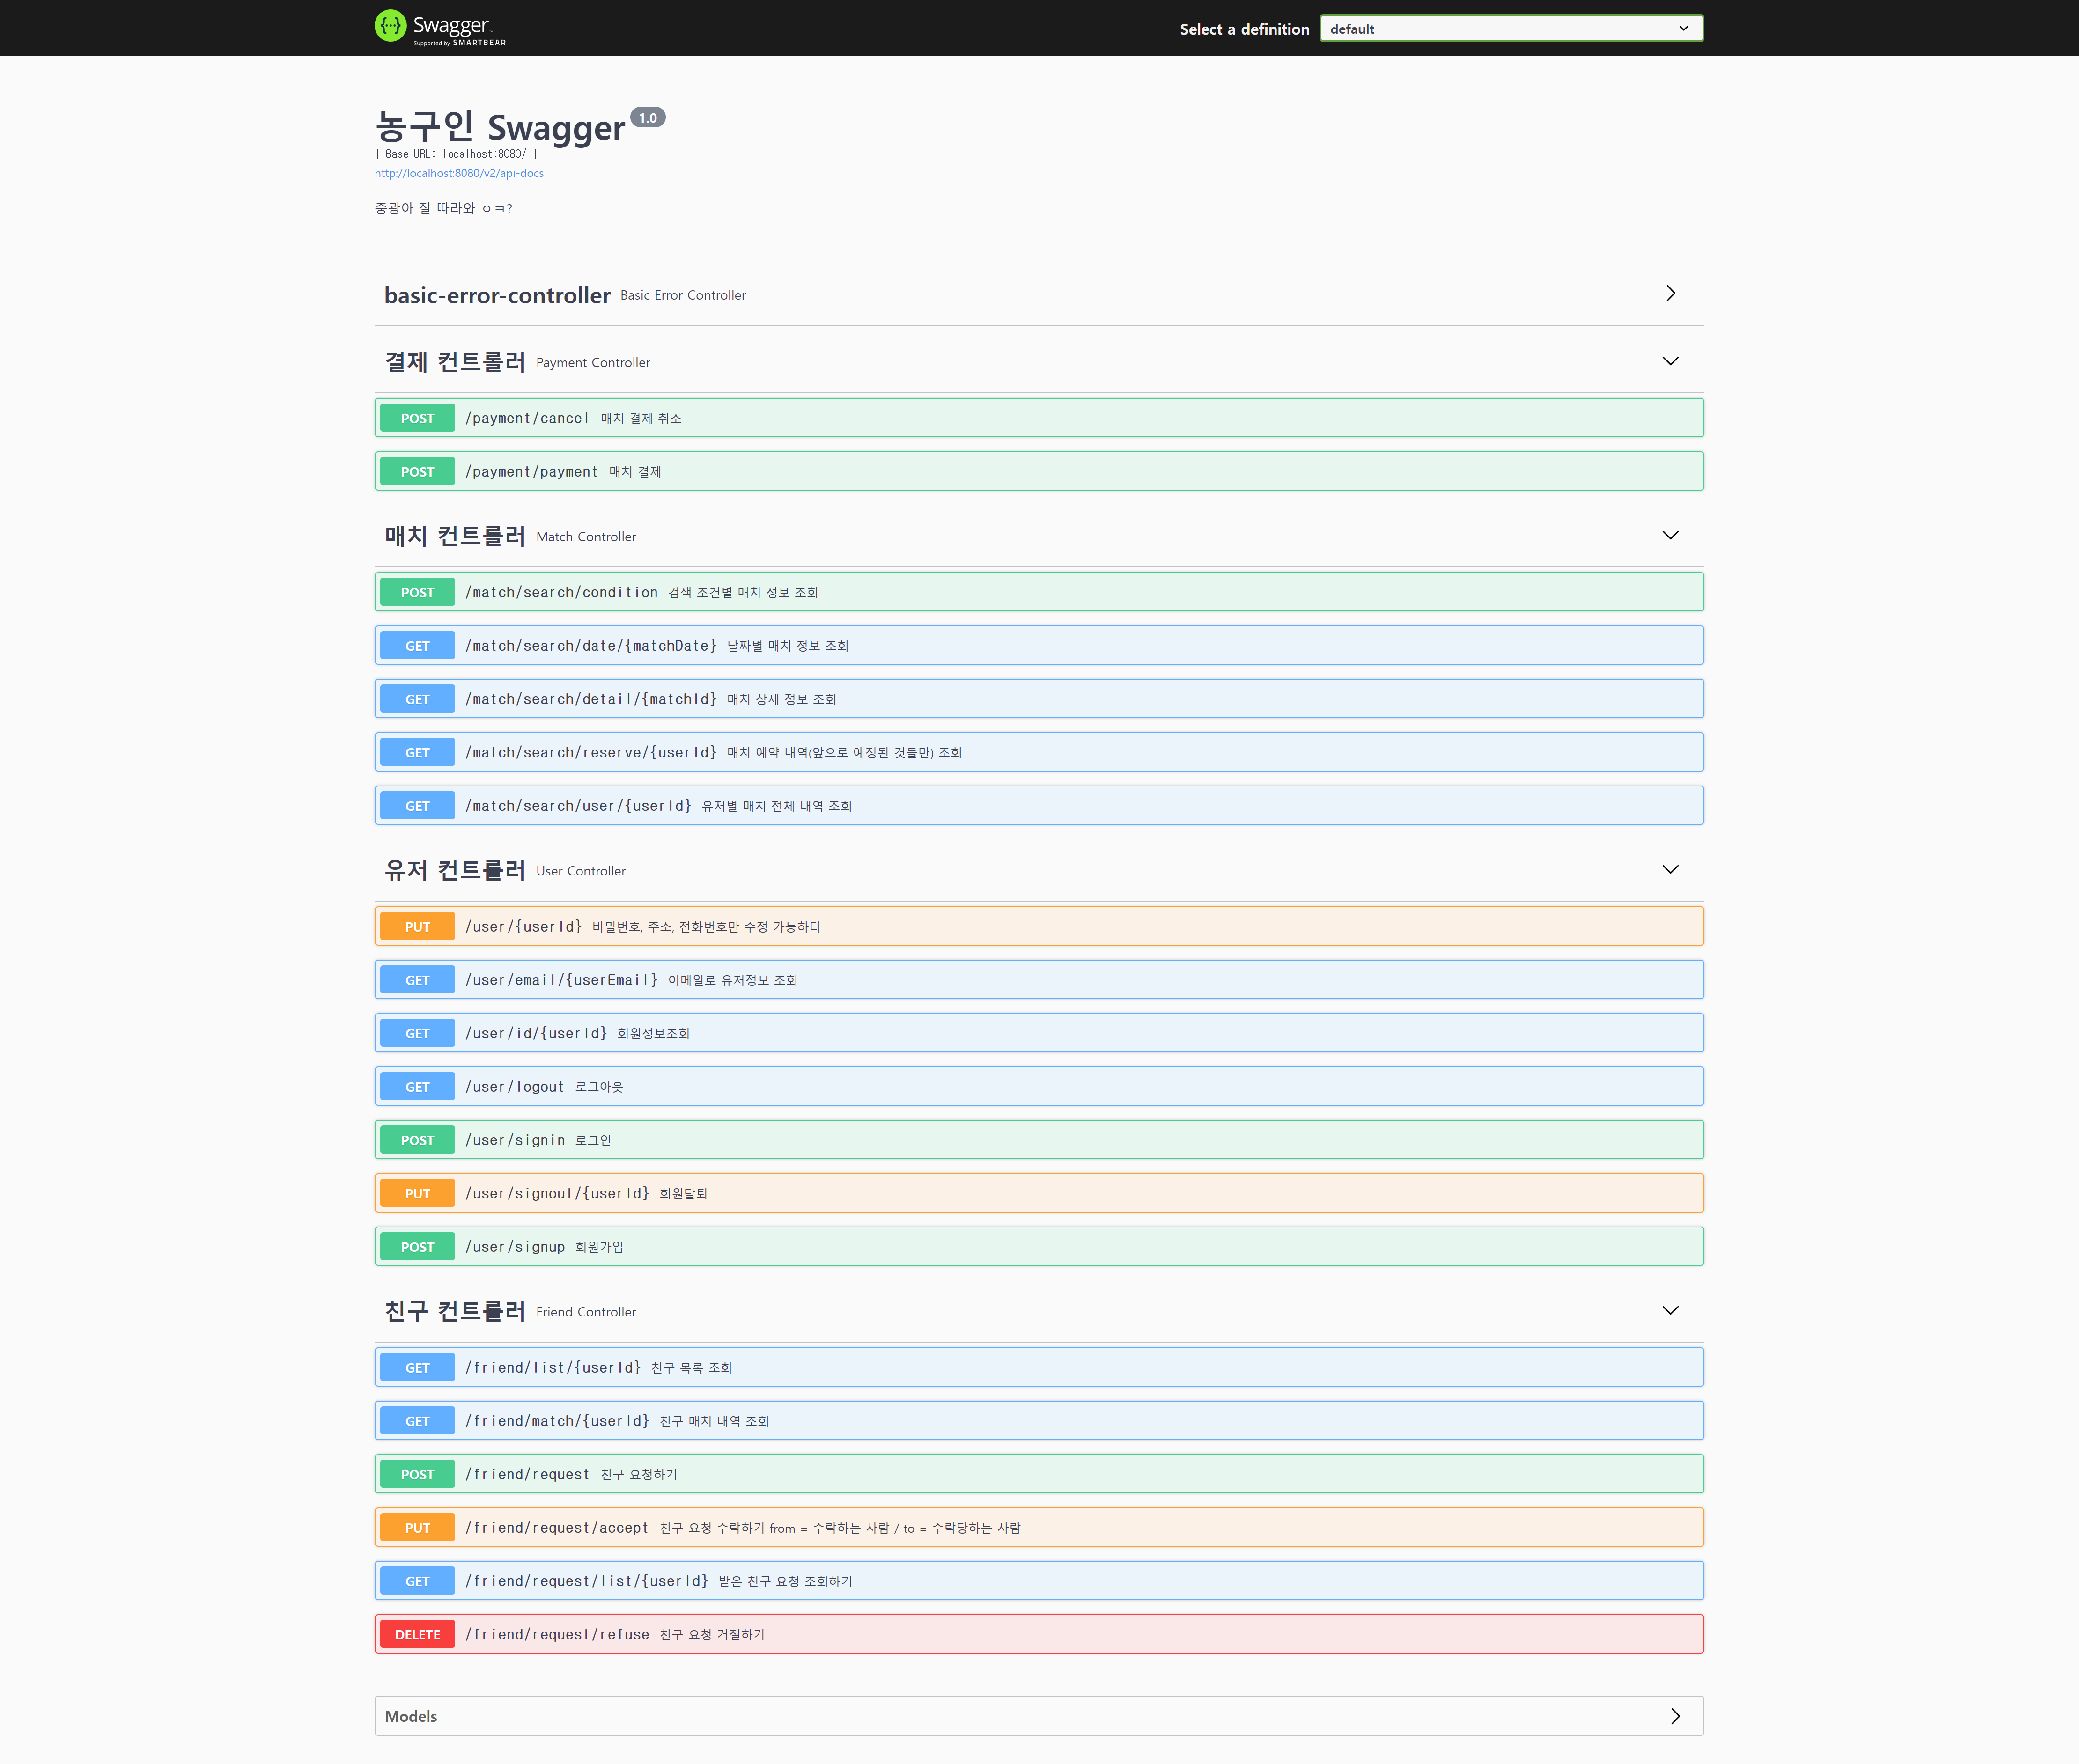 Swagger
Supported by SMARTBEAR
Select a definition
default
농구인 Swagger 1.0
[ Base URL: localhost:8080/ ]
http://localhost:8080/v2/api-docs
중광아 잘 따라와 ㅇㅋ?
basic-error-controller Basic Error Controller
결제 컨트롤러 Payment Controller
POST /payment/cancel 매치 결제 취소
POST /payment/payment 매치 결제
매치 컨트롤러 Match Controller
POST /match/search/condition 검색 조건별 매치 정보 조회
GET /match/search/date/{matchDate} 날짜별 매치 정보 조회
GET /match/search/detail/{matchId} 매치 상세 정보 조회
GET /match/search/reserve/{userId} 매치 예약 내역(앞으로 예정된 것들만) 조회
GET /match/search/user/{userId} 유저별 매치 전체 내역 조회
유저 컨트롤러 User Controller
PUT /user/{userId} 비밀번호, 주소, 전화번호만 수정 가능하다
GET /user/email/{userEmail} 이메일로 유저정보 조회
GET /user/id/{userId} 회원정보조회
GET /user/logout 로그아웃
POST /user/signin 로그인
PUT /user/signout/{userId} 회원탈퇴
POST /user/signup 회원가입
친구 컨트롤러 Friend Controller
GET /friend/list/{userId} 친구 목록 조회
GET /friend/match/{userId} 친구 매치 내역 조회
POST /friend/request 친구 요청하기
PUT /friend/request/accept 친구 요청 수락하기 from = 수락하는 사람 / to = 수락당하는 사람
GET /friend/request/list/{userId} 받은 친구 요청 조회하기
DELETE /friend/request/refuse 친구 요청 거절하기
Models